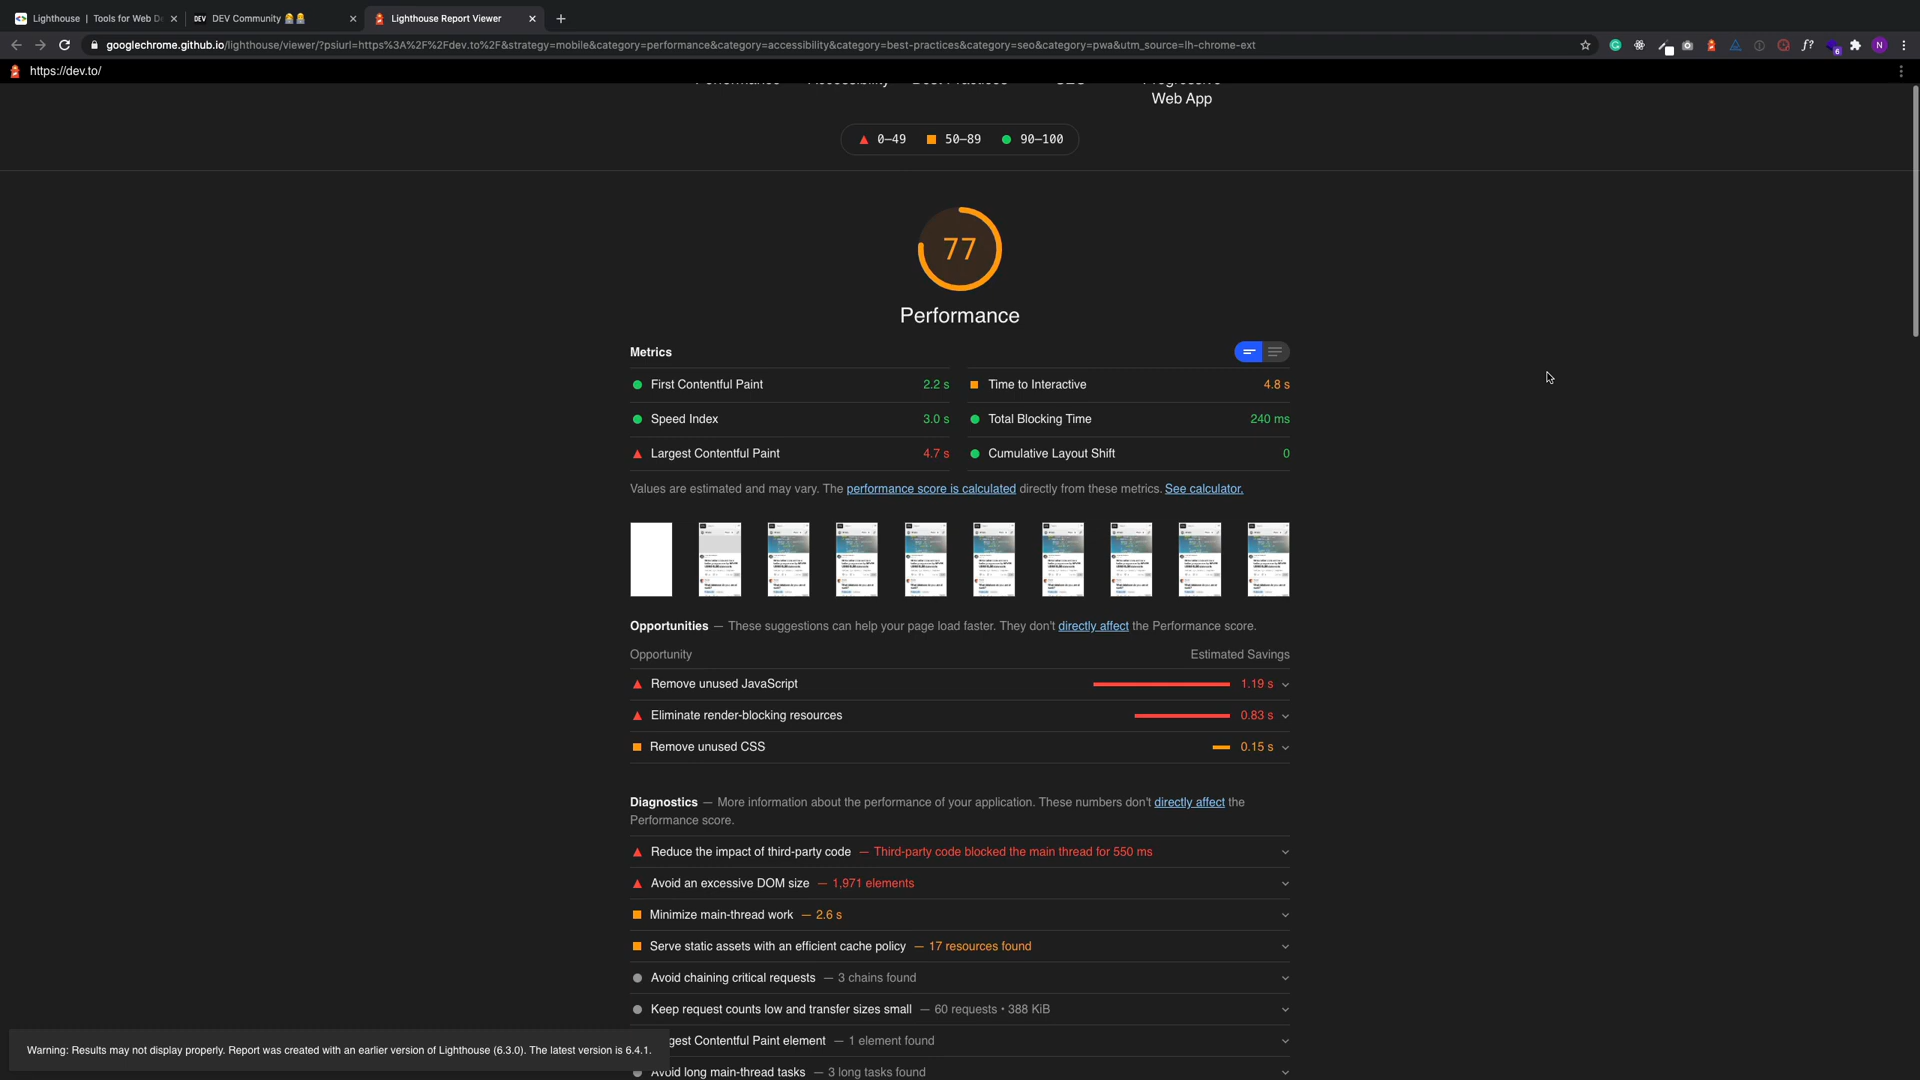 Lighthouse | Tools for Web De
DEV Community
Lighthouse Report Viewer
googlechrome.github.io/lighthouse/viewer/?psiurl=https%3A%2F%2Fdev.to%2F&strategy=mobile&category=performance&category=accessibility&category=best-practices&category=seo&category=pwa&utm_source=lh-chrome-ext
https://dev.to/
Performance Accessibility Best Practices SEO Progressive
Web App
0–49 50–89 90–100
77
Performance
Metrics
First Contentful Paint 2.2 s
Time to Interactive 4.8 s
Speed Index 3.0 s
Total Blocking Time 240 ms
Largest Contentful Paint 4.7 s
Cumulative Layout Shift 0
Values are estimated and may vary. The performance score is calculated directly from these metrics. See calculator.
Opportunities — These suggestions can help your page load faster. They don't directly affect the Performance score.
Opportunity Estimated Savings
Remove unused JavaScript 1.19 s
Eliminate render-blocking resources 0.83 s
Remove unused CSS 0.15 s
Diagnostics — More information about the performance of your application. These numbers don't directly affect the
Performance score.
Reduce the impact of third-party code — Third-party code blocked the main thread for 550 ms
Avoid an excessive DOM size — 1,971 elements
Minimize main-thread work — 2.6 s
Serve static assets with an efficient cache policy — 17 resources found
Avoid chaining critical requests — 3 chains found
Keep request counts low and transfer sizes small — 60 requests • 388 KiB
gest Contentful Paint element — 1 element found
Avoid long main-thread tasks — 3 long tasks found
Warning: Results may not display properly. Report was created with an earlier version of Lighthouse (6.3.0). The latest version is 6.4.1.